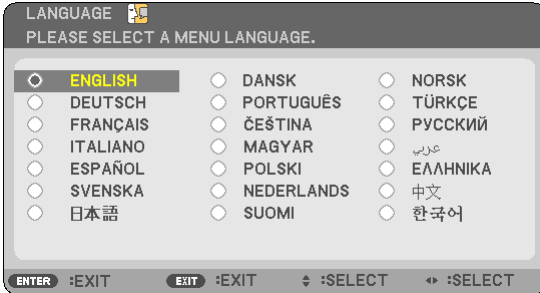 LANGUAGE
PLEASE SELECT A MENU LANGUAGE.
ENGLISH DANSK NORSK
DEUTSCH PORTUGUÊS TÜRKÇE
FRANÇAIS ČEŠTINA РУССКИЙ
ITALIANO MAGYAR عربي
ESPAÑOL POLSKI ΕΛΛΗΝΙΚΑ
SVENSKA NEDERLANDS 中文
日本語 SUOMI 한국어
ENTER :EXIT EXIT :EXIT :SELECT :SELECT